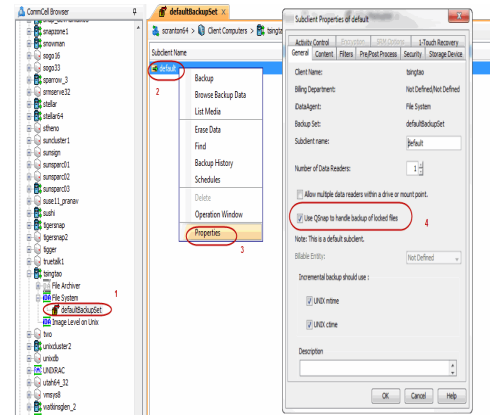 CommCell Browser
snapzone1
snowman
sogo16
sogo33
sparrow_3
srmserve32
stellar
stellar64
stheno
suncluster1
sunsign
sunsparc01
sunsparc02
sunsparc03
suse11_pranav
sushi
tigersnap
tigersnap2
tigger
truetalk1
tsingtao
File Archiver
File System
1
defaultBackupSet
Image Level on Unix
two
unixcluster2
unixdb
UNIXRAC
utah64_32
vmsys8
watkinsglen_2
defaultBackupSet
scranton64 > Client Computers > tsingtao
Subclient Name
default
2
Backup
Browse Backup Data
List Media
Erase Data
Find
Backup History
Schedules
Delete
Operation Window
Properties
3
Subclient Properties of default
Activity Control Encryption 1-Touch Recovery
General Content Filters Pre/Post Process Security Storage Device
Client Name: tsingtao
Billing Department: Not Defined/Not Defined
iDataAgent: File System
Backup Set: defaultBackupSet
Subclient name: default
Number of Data Readers: 1
Allow multiple data readers within a drive or mount point.
Use QSnap to handle backup of locked files
4
Note: This is a default subclient.
Billable Entity: Not Defined
Incremental backup should use :
UNIX mtime
UNIX ctime
Description
OK Cancel Help